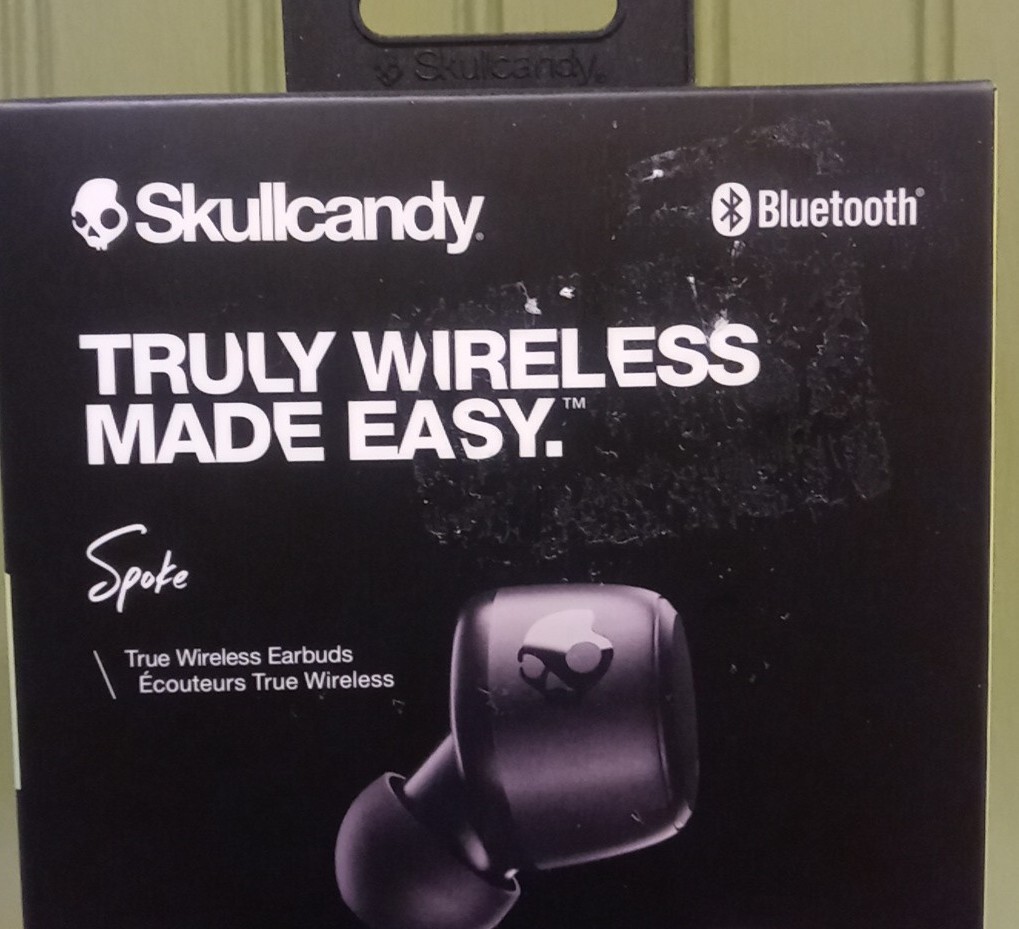 Skullcandy®
Skullcandy®
Bluetooth®
TRULY WIRELESS
MADE EASY.™
Spoke
True Wireless Earbuds
Écouteurs True Wireless